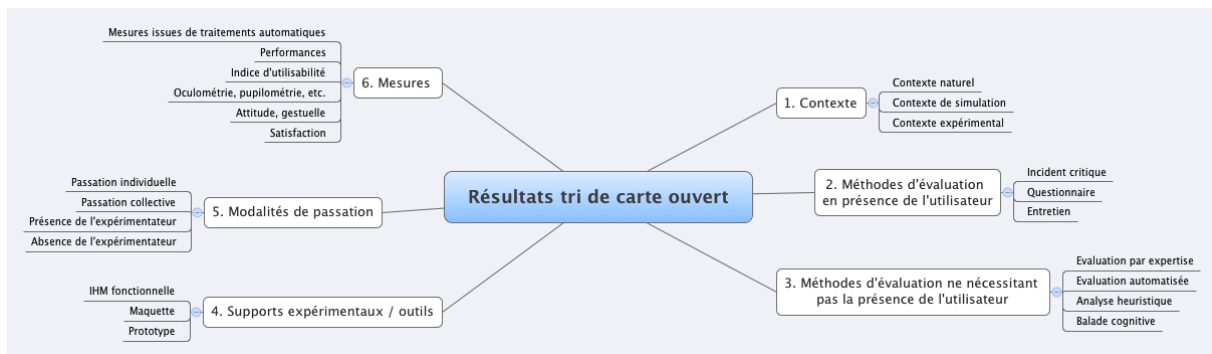 Résultats tri de carte ouvert
1. Contexte
Contexte naturel
Contexte de simulation
Contexte expérimental
2. Méthodes d'évaluation
en présence de l'utilisateur
Incident critique
Questionnaire
Entretien
3. Méthodes d'évaluation ne nécessitant
pas la présence de l'utilisateur
Evaluation par expertise
Evaluation automatisée
Analyse heuristique
Balade cognitive
4. Supports expérimentaux / outils
IHM fonctionnelle
Maquette
Prototype
5. Modalités de passation
Passation individuelle
Passation collective
Présence de l'expérimentateur
Absence de l'expérimentateur
6. Mesures
Mesures issues de traitements automatiques
Performances
Indice d'utilisabilité
Oculométrie, pupilométrie, etc.
Attitude, gestuelle
Satisfaction